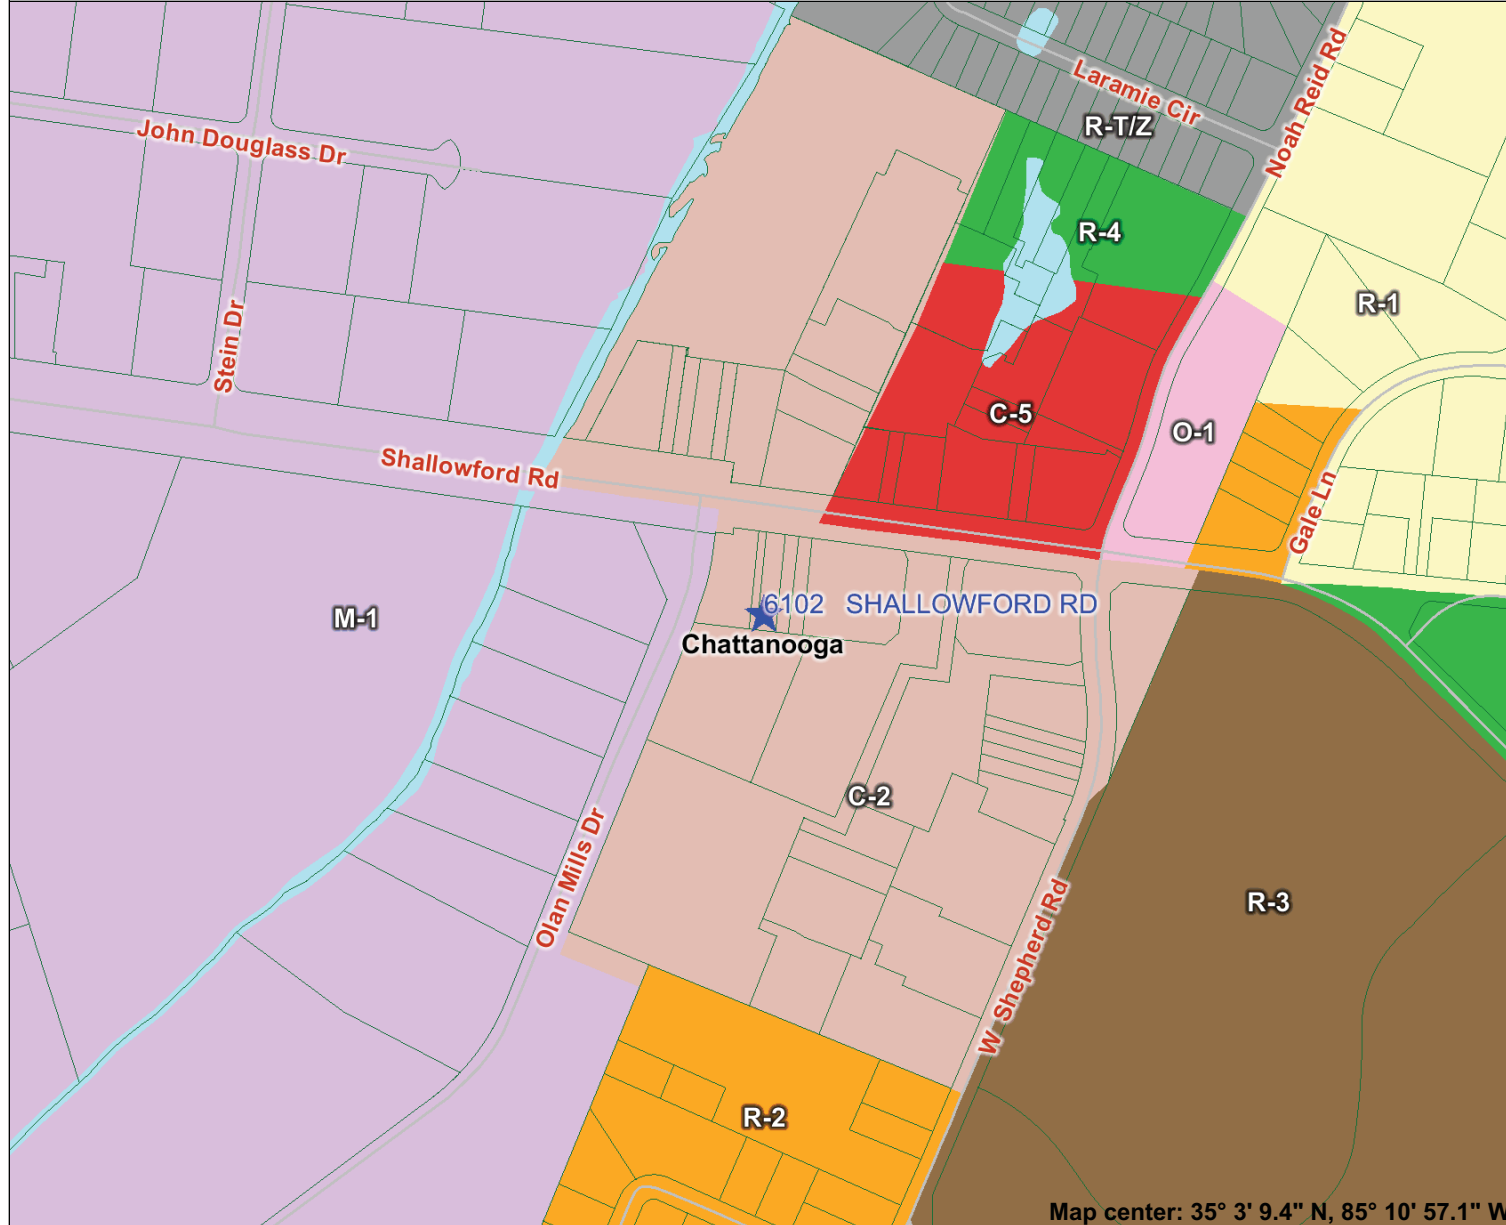 Laramie Cir
Noah Reid Rd
R-T/Z
John Douglass Dr
R-4
R-1
Stein Dr
C-5
O-1
Shallowford Rd
Gale Ln
6102 SHALLOWFORD RD
M-1
Chattanooga
C-2
Olan Mills Dr
R-3
W Shepherd Rd
R-2
Map center: 35° 3' 9.4" N, 85° 10' 57.1" W